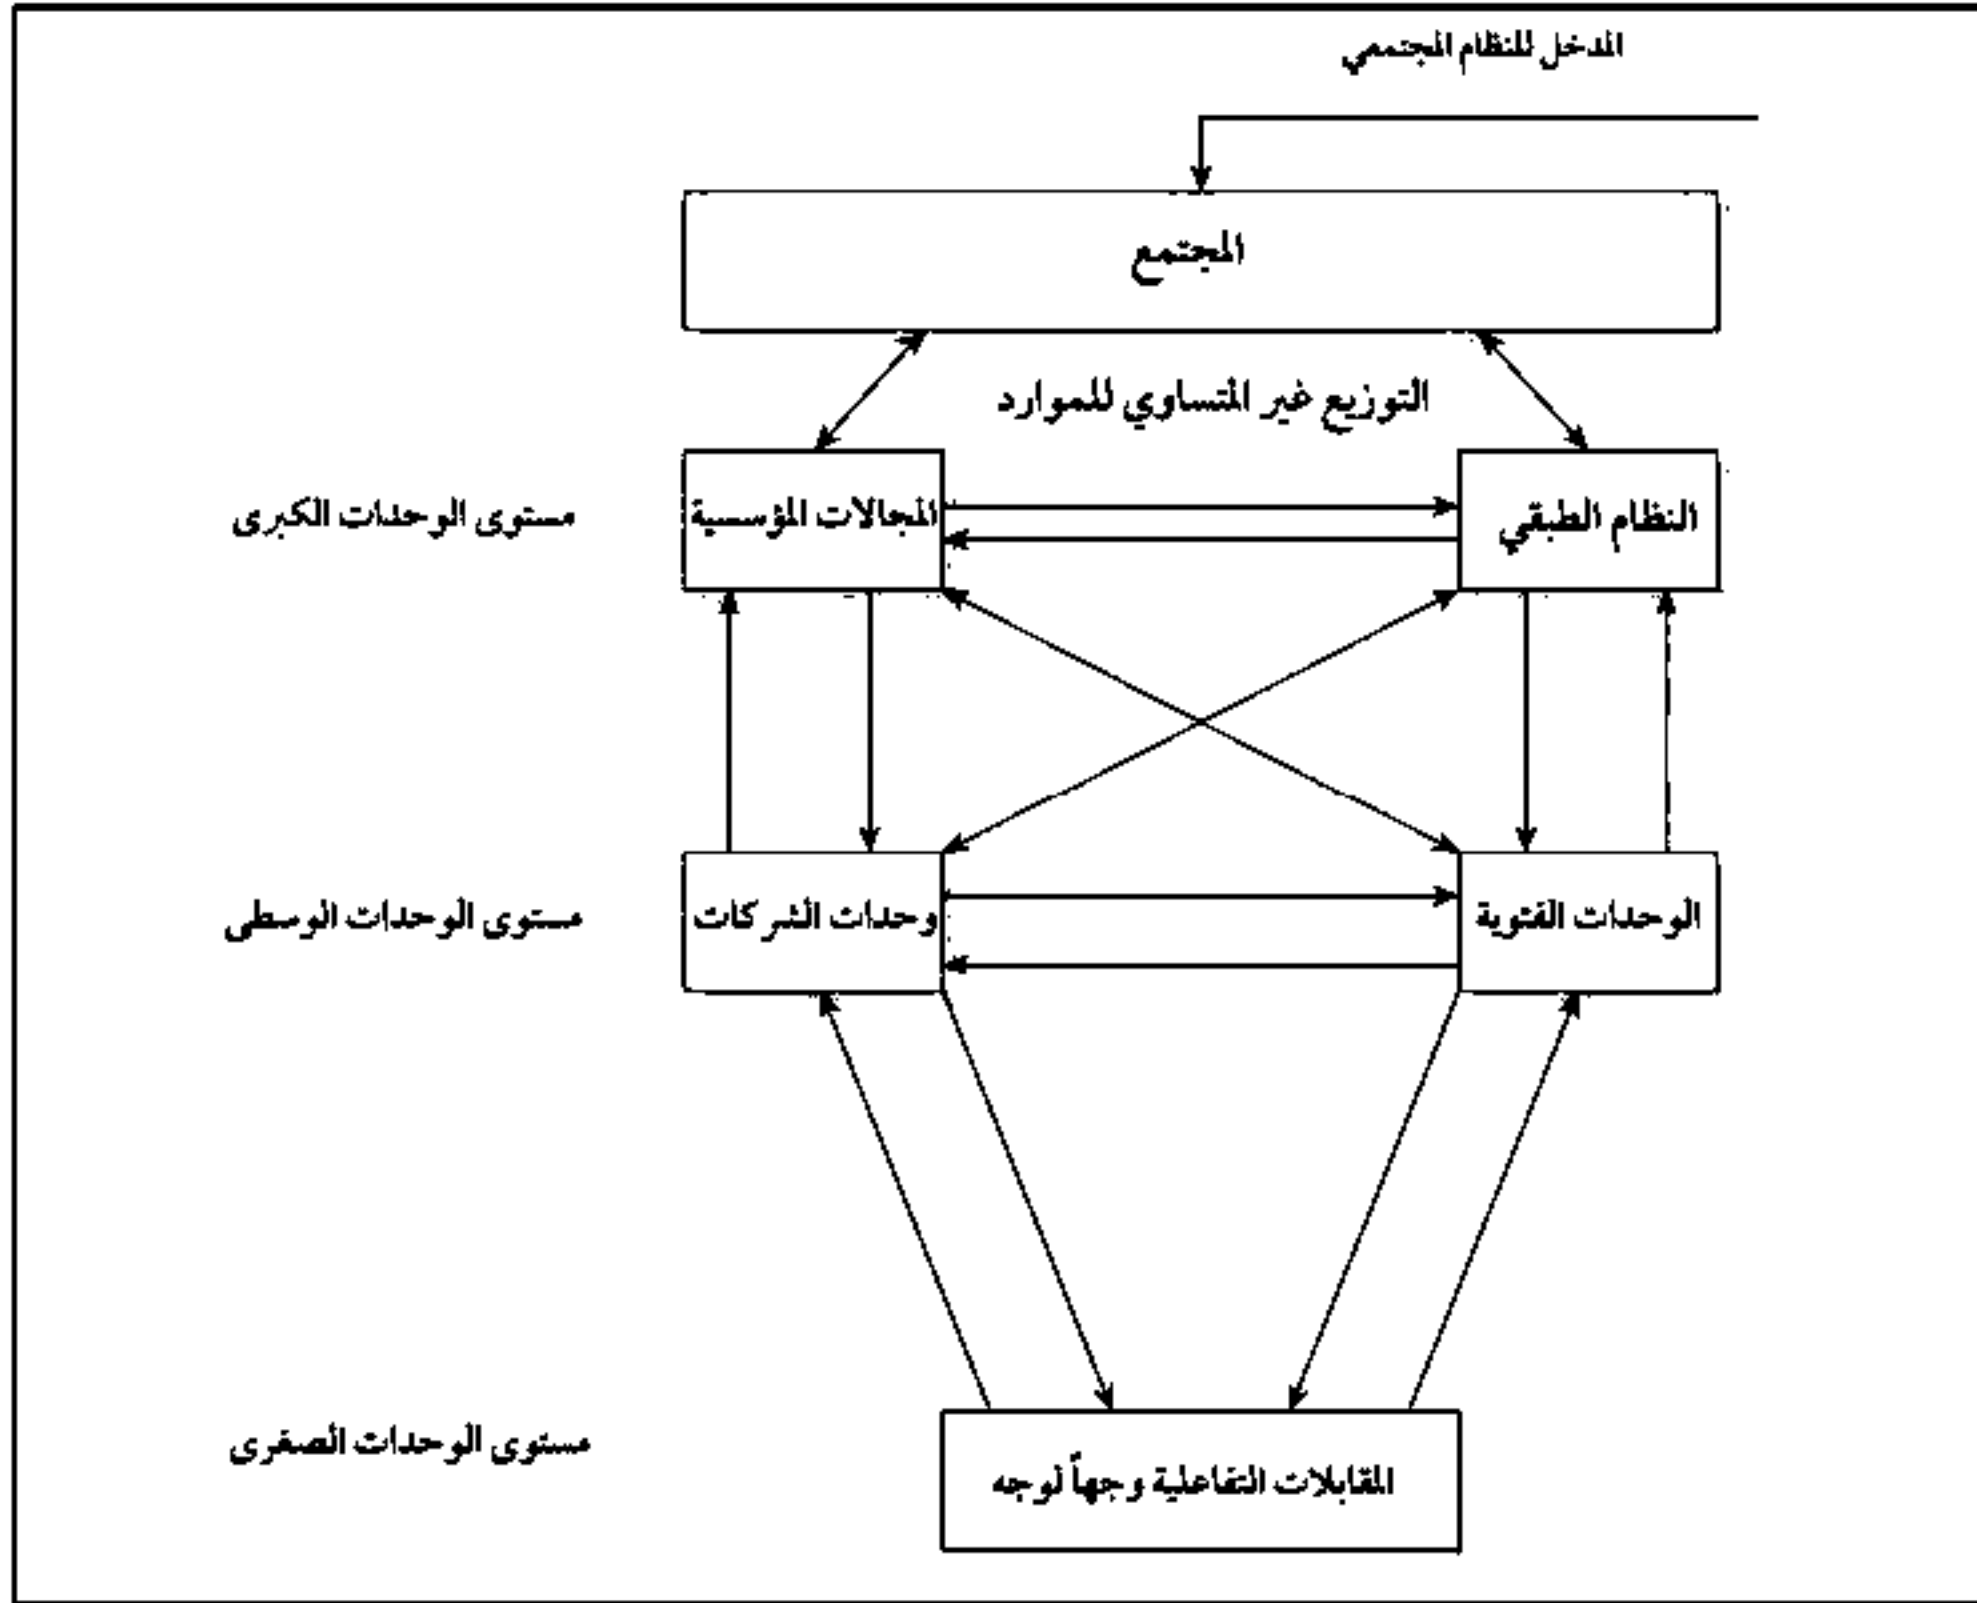 المدخل للنظام المجتمعي
المجتمع
التوزيع غير المتساوي للموارد
النظام الطبقي
المجالات المؤسسية
مستوى الوحدات الكبرى
الوحدات الفئوية
وحدات الشركات
مستوى الوحدات الوسطى
المقابلات التفاعلية وجهاً لوجه
مستوى الوحدات الصغرى